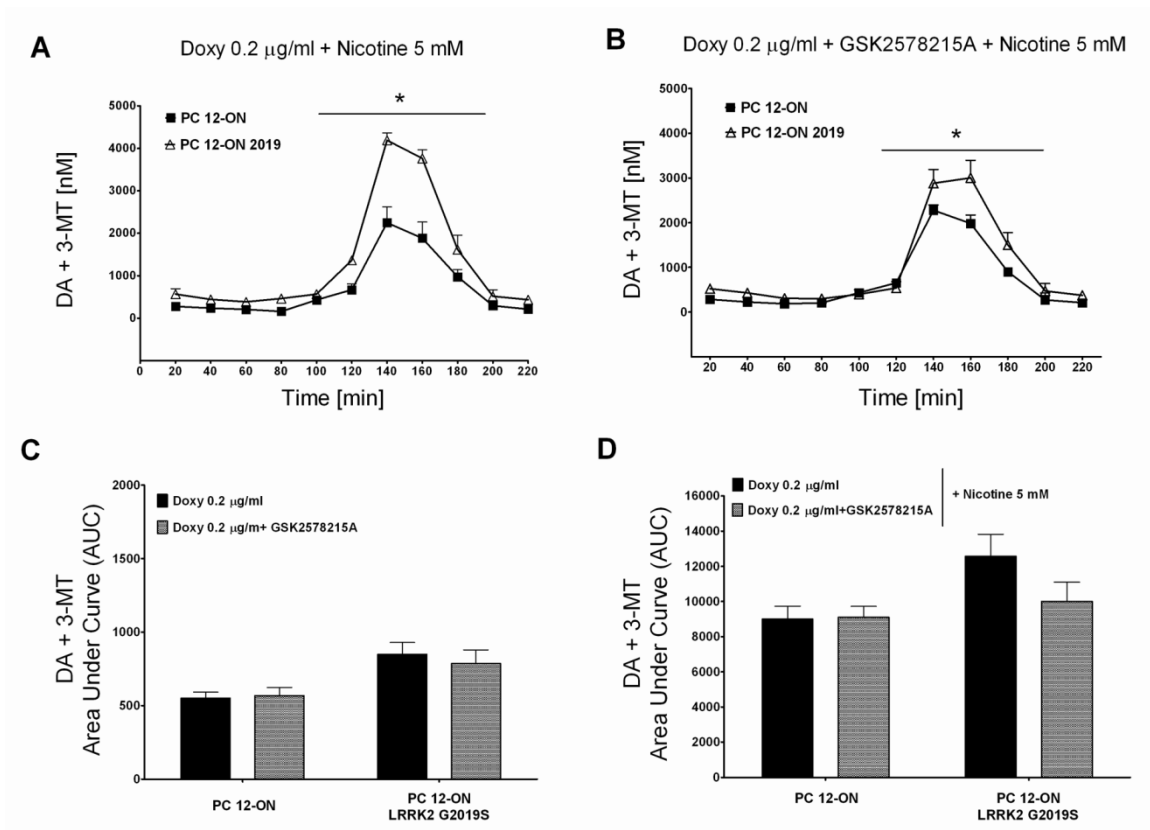 A
Doxy 0.2 μg/ml + Nicotine 5 mM
5000
4000
3000
2000
1000
0
DA + 3-MT [nM]
PC 12-ON
PC 12-ON 2019
*
0 20 40 60 80 100 120 140 160 180 200 220
Time [min]
B
Doxy 0.2 μg/ml + GSK2578215A + Nicotine 5 mM
5000
4000
3000
2000
1000
0
DA + 3-MT [nM]
PC 12-ON
PC 12-ON 2019
*
20 40 60 80 100 120 140 160 180 200 220
Time [min]
C
2000
1500
1000
500
0
DA + 3-MT
Area Under Curve (AUC)
Doxy 0.2 μg/ml
Doxy 0.2 μg/m+ GSK2578215A
PC 12-ON
PC 12-ON
LRRK2 G2019S
D
16000
14000
12000
10000
8000
6000
4000
2000
0
DA + 3-MT
Area Under Curve (AUC)
Doxy 0.2 μg/ml
Doxy 0.2 μg/ml+GSK2578215A
+ Nicotine 5 mM
PC 12-ON
PC 12-ON
LRRK2 G2019S